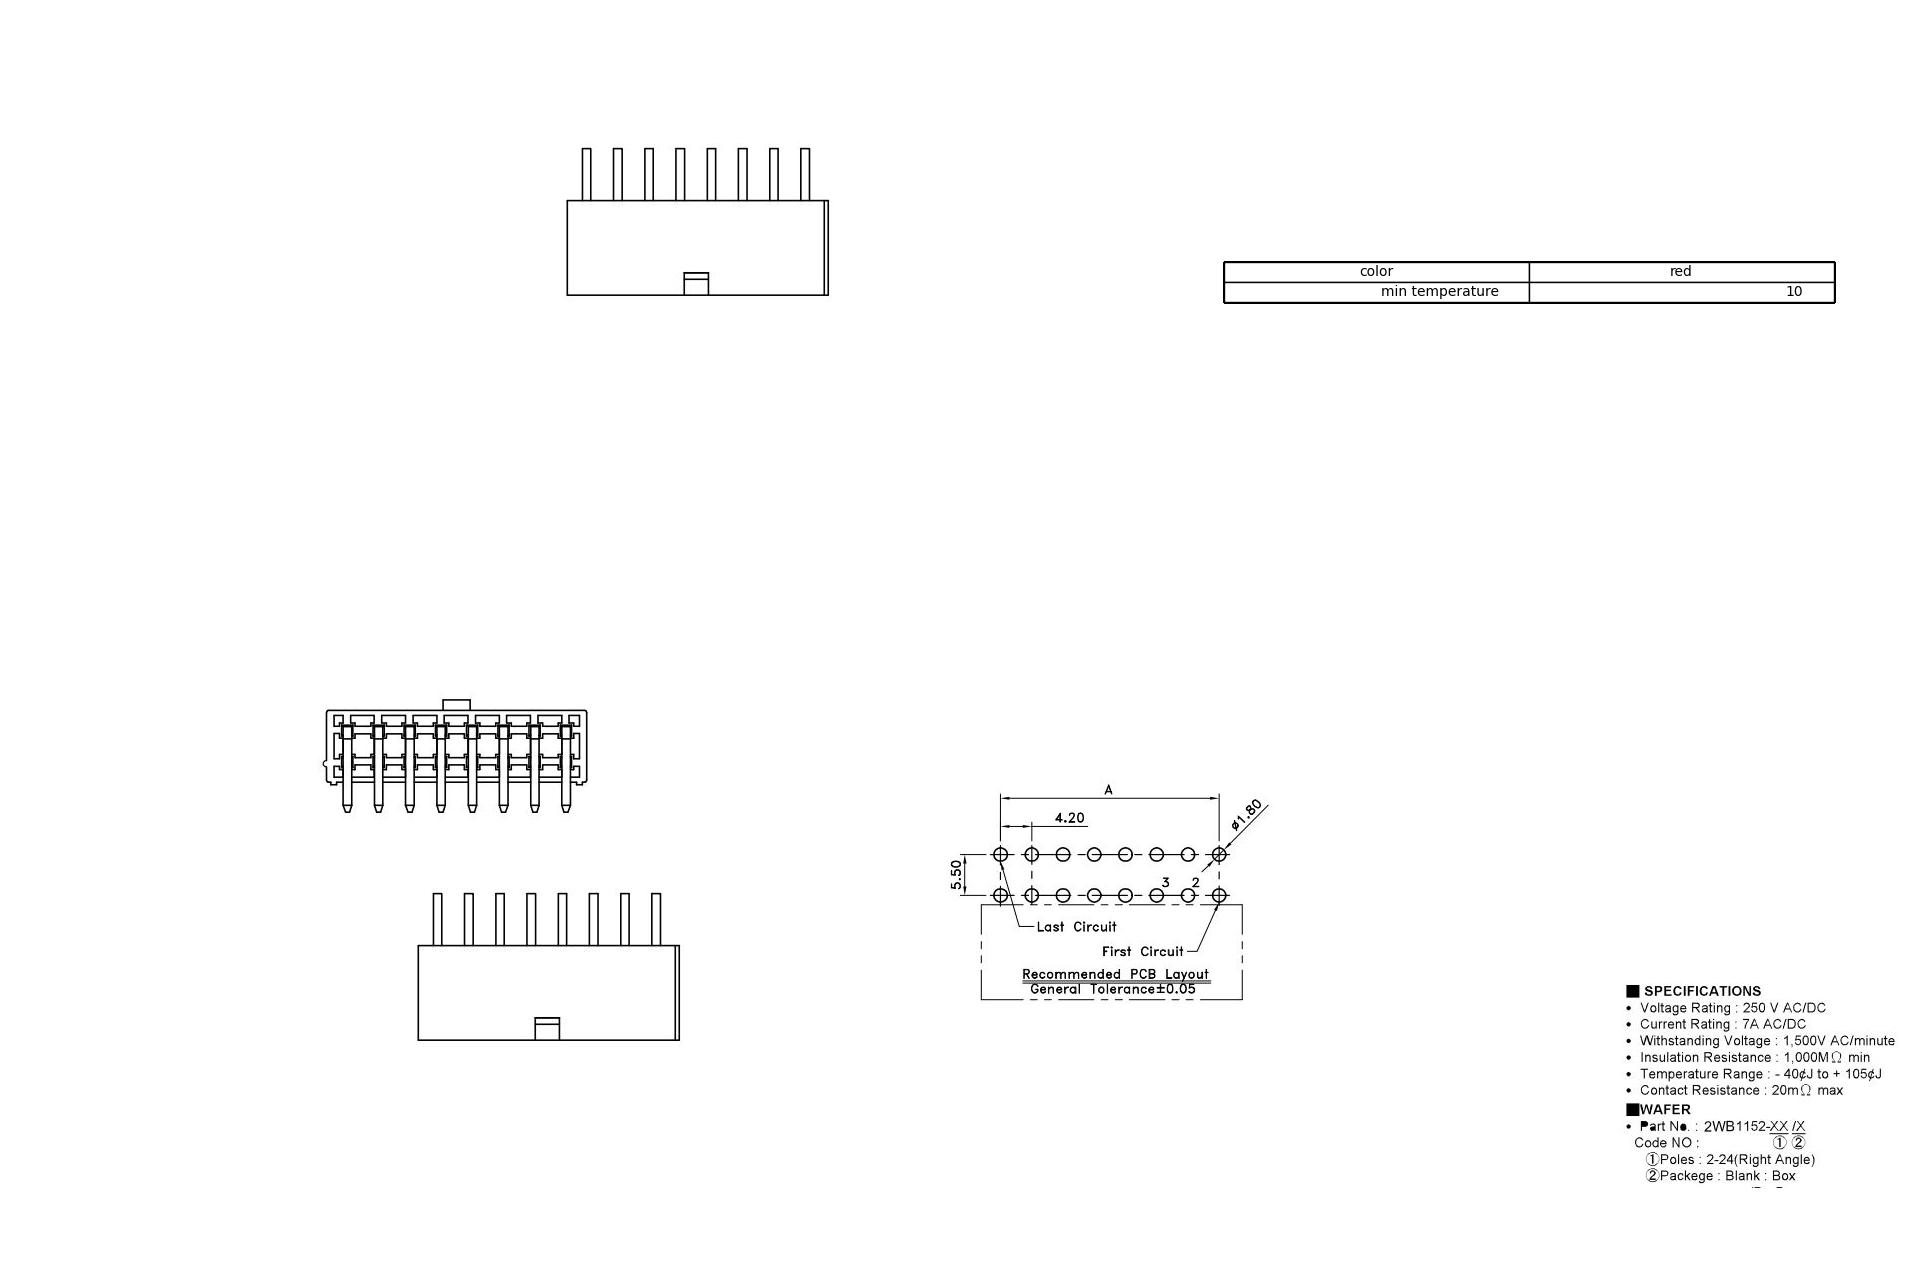 color red
min temperature 10
A
4.20
ø1.80
5.50
3 2
Last Circuit
First Circuit
Recommended PCB Layout
General Tolerance±0.05
■ SPECIFICATIONS
• Voltage Rating : 250 V AC/DC
• Current Rating : 7A AC/DC
• Withstanding Voltage : 1,500V AC/minute
• Insulation Resistance : 1,000MΩ min
• Temperature Range : - 40¢J to + 105¢J
• Contact Resistance : 20mΩ max
■WAFER
• Part No. : 2WB1152-XX /X
Code NO : ① ②
①Poles : 2-24(Right Angle)
②Packege : Blank : Box